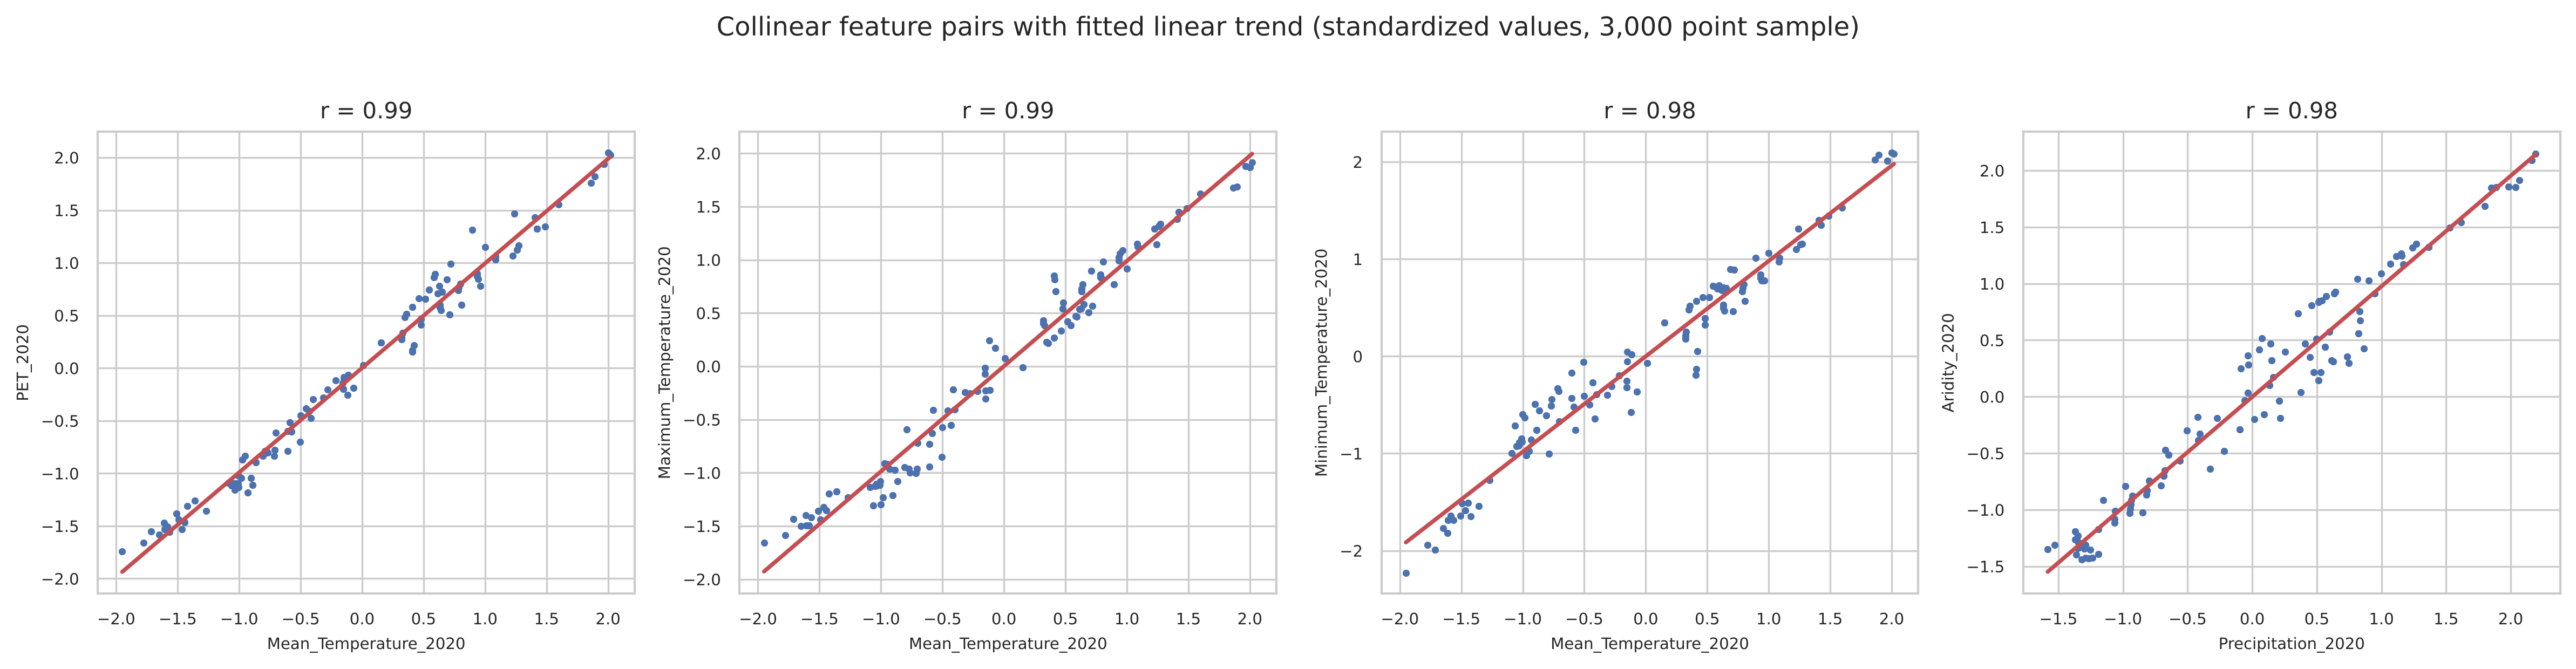 Collinear feature pairs with fitted linear trend (standardized values, 3,000 point sample)
r = 0.99
PET_2020
2.0
1.5
1.0
0.5
0.0
−0.5
−1.0
−1.5
−2.0
−2.0 −1.5 −1.0 −0.5 0.0 0.5 1.0 1.5 2.0
Mean_Temperature_2020
r = 0.99
Maximum_Temperature_2020
2.0
1.5
1.0
0.5
0.0
−0.5
−1.0
−1.5
−2.0
−2.0 −1.5 −1.0 −0.5 0.0 0.5 1.0 1.5 2.0
Mean_Temperature_2020
r = 0.98
Minimum_Temperature_2020
2
1
0
−1
−2
−2.0 −1.5 −1.0 −0.5 0.0 0.5 1.0 1.5 2.0
Mean_Temperature_2020
r = 0.98
Aridity_2020
2.0
1.5
1.0
0.5
0.0
−0.5
−1.0
−1.5
−1.5 −1.0 −0.5 0.0 0.5 1.0 1.5 2.0
Precipitation_2020